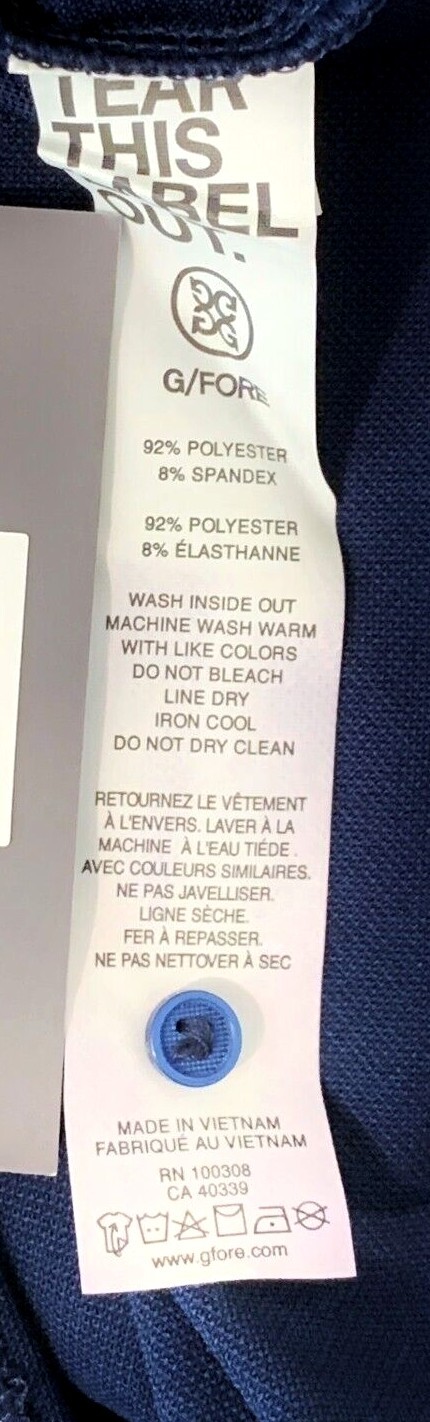 TEAR
THIS
LABEL
OUT.
G/FORE
92% POLYESTER
8% SPANDEX
92% POLYESTER
8% ÉLASTHANNE
WASH INSIDE OUT
MACHINE WASH WARM
WITH LIKE COLORS
DO NOT BLEACH
LINE DRY
IRON COOL
DO NOT DRY CLEAN
RETOURNEZ LE VÊTEMENT
À L'ENVERS. LAVER À LA
MACHINE À L'EAU TIÉDE .
AVEC COULEURS SIMILAIRES.
NE PAS JAVELLISER.
LIGNE SÈCHE.
FER À REPASSER.
NE PAS NETTOVER À SEC
MADE IN VIETNAM
FABRIQUÉ AU VIETNAM
RN 100308
CA 40339
www.gfore.com